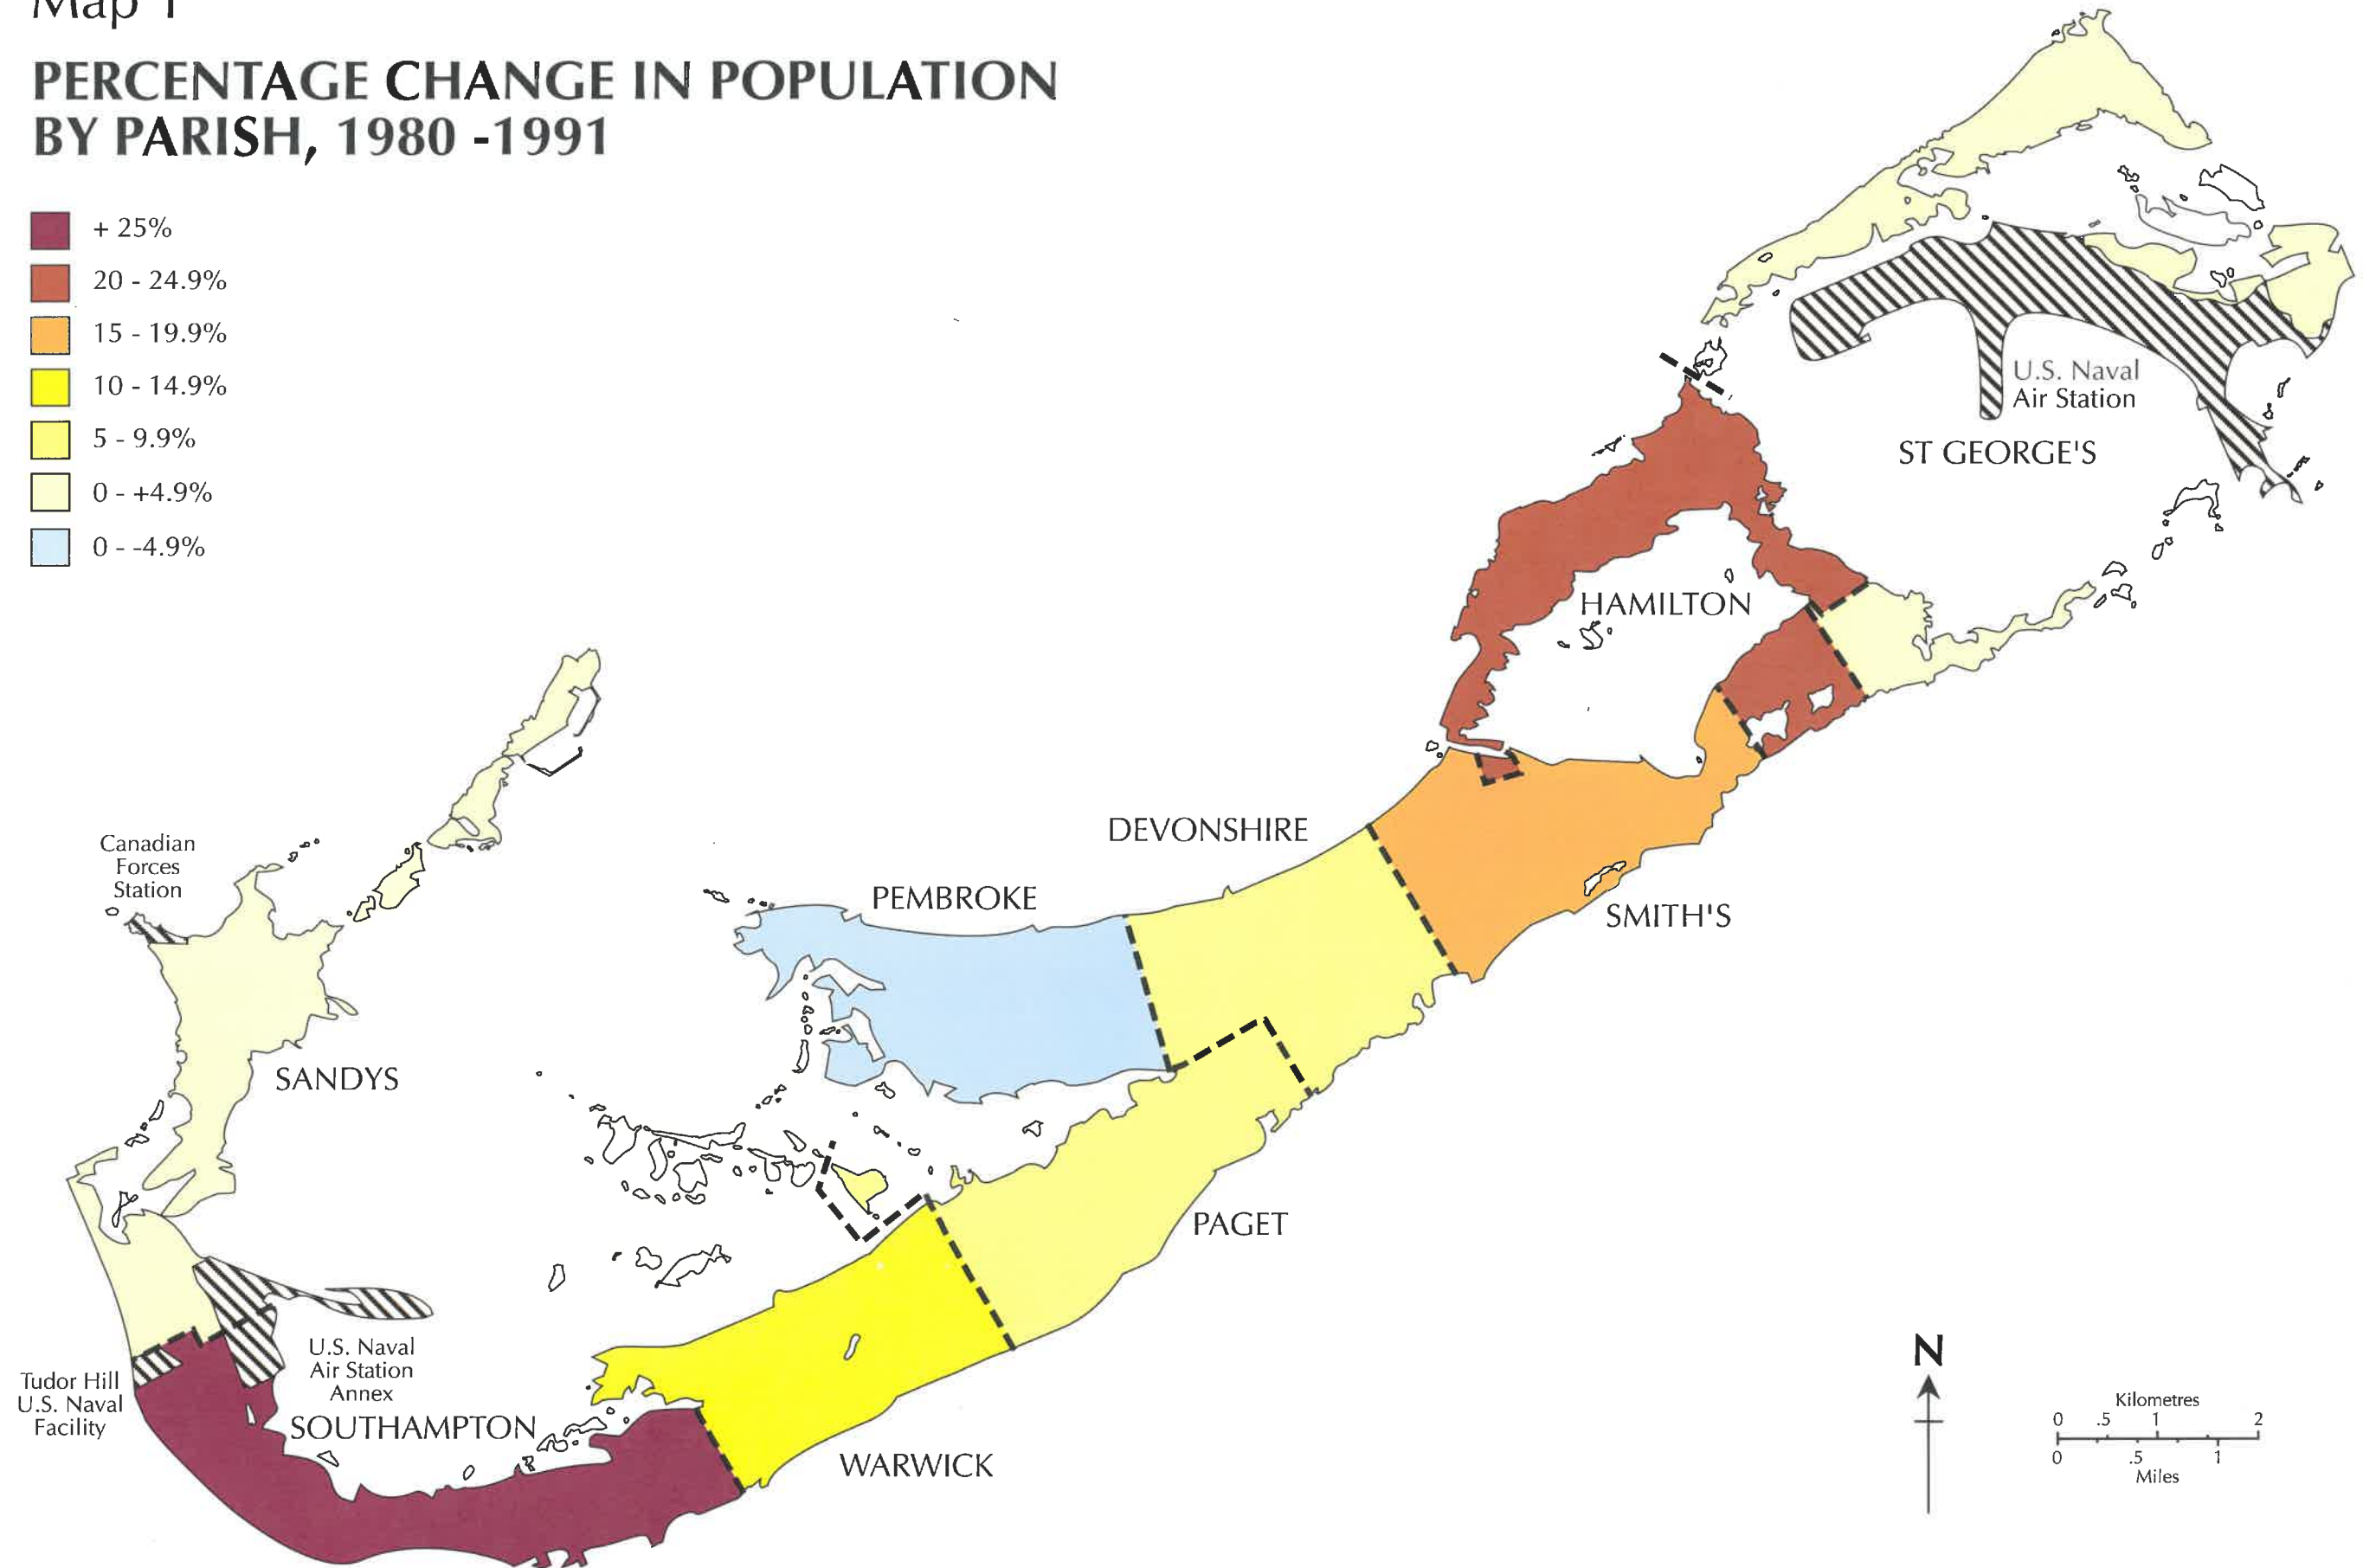 Map 1
PERCENTAGE CHANGE IN POPULATION
BY PARISH, 1980 -1991
+ 25%
20 - 24.9%
15 - 19.9%
10 - 14.9%
5 - 9.9%
0 - +4.9%
0 - -4.9%
U.S. Naval
Air Station
ST GEORGE'S
HAMILTON
DEVONSHIRE
Canadian
Forces
Station
PEMBROKE
SMITH'S
SANDYS
PAGET
U.S. Naval
Air Station
Annex
Tudor Hill
U.S. Naval
Facility
SOUTHAMPTON
WARWICK
N
Kilometres
0 .5 1 2
0 .5 1
Miles